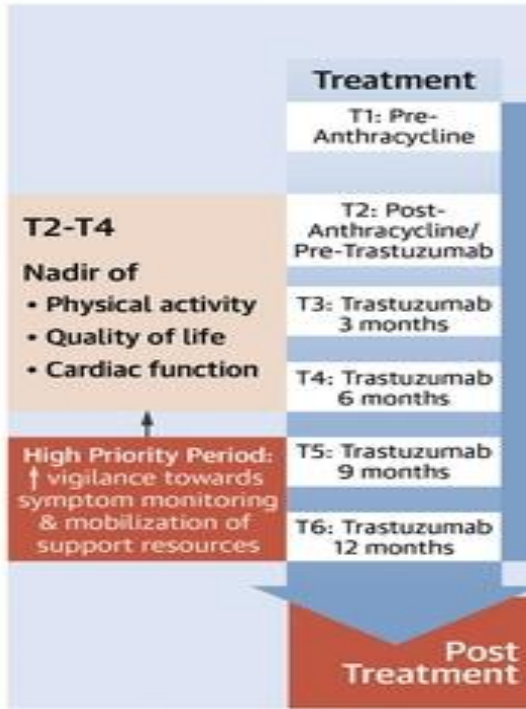 Treatment
T1: Pre-
Anthracycline
T2: Post-
Anthracycline/
Pre-Trastuzumab
T3: Trastuzumab
3 months
T4: Trastuzumab
6 months
T5: Trastuzumab
9 months
T6: Trastuzumab
12 months
T2-T4
Nadir of
• Physical activity
• Quality of life
• Cardiac function
High Priority Period:
↑ vigilance towards
symptom monitoring
& mobilization of
support resources
Post
Treatment